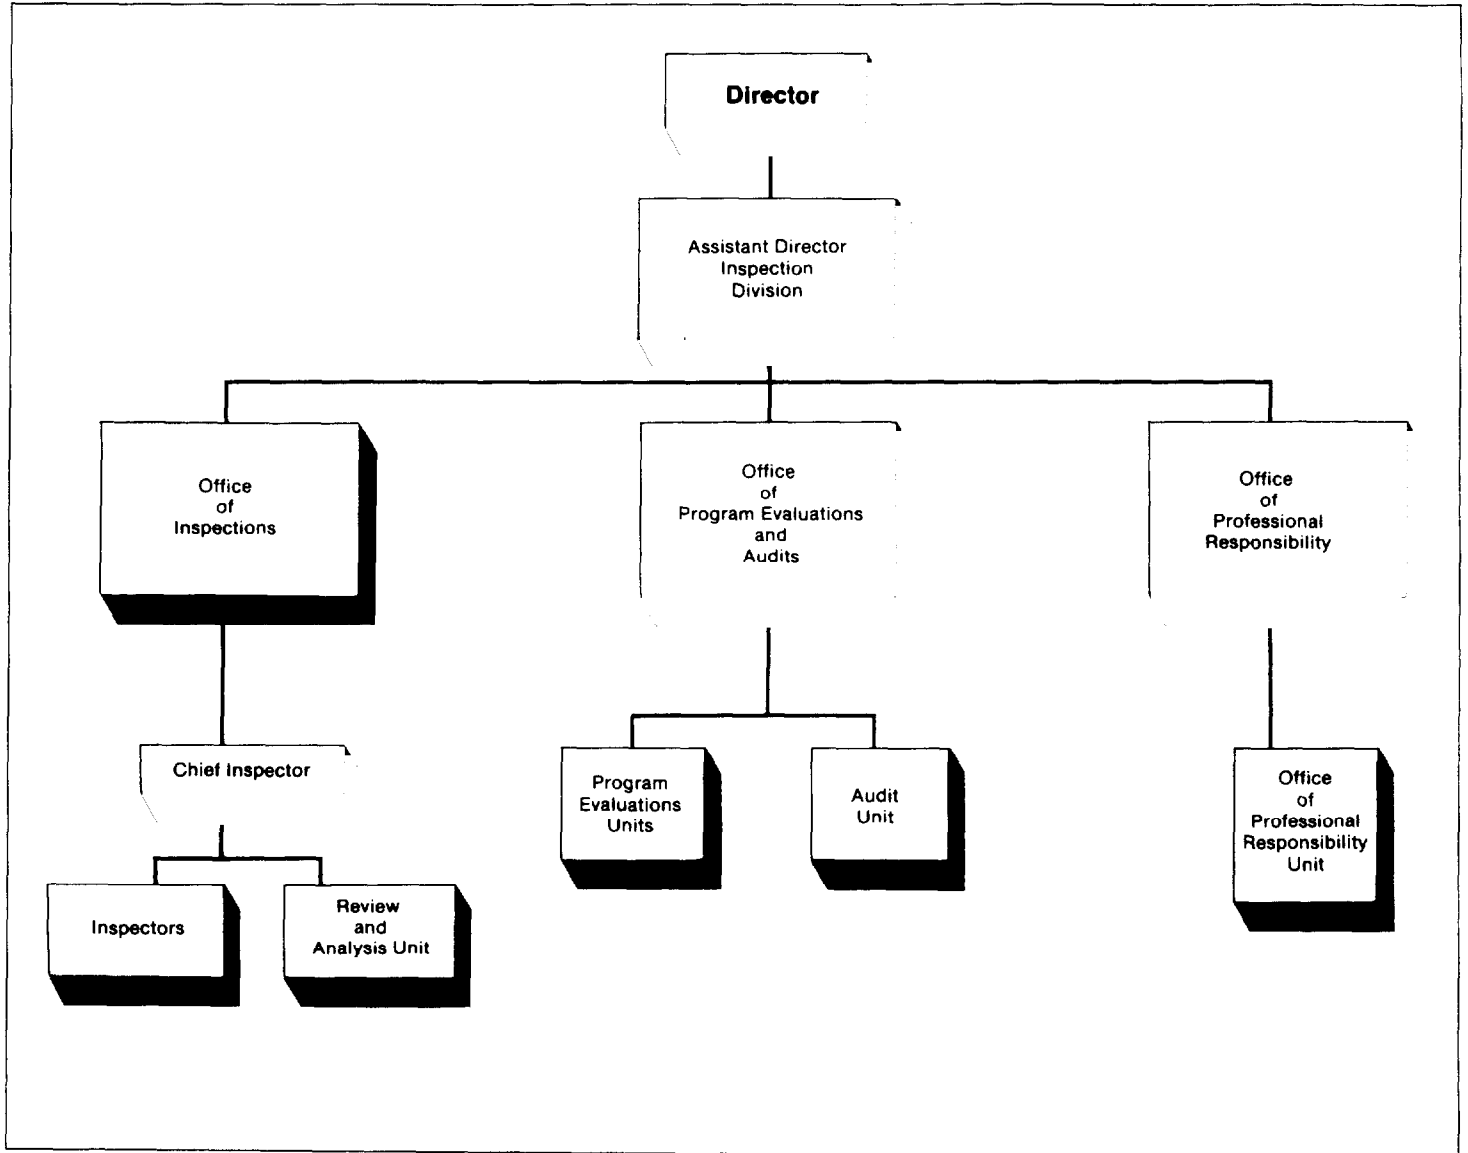 Director
Assistant Director
Inspection
Division
Office
of
Inspections
Office
of
Program Evaluations
and
Audits
Office
of
Professional
Responsibility
Chief Inspector
Program
Evaluations
Units
Audit
Unit
Office
of
Professional
Responsibility
Unit
Inspectors
Review
and
Analysis Unit